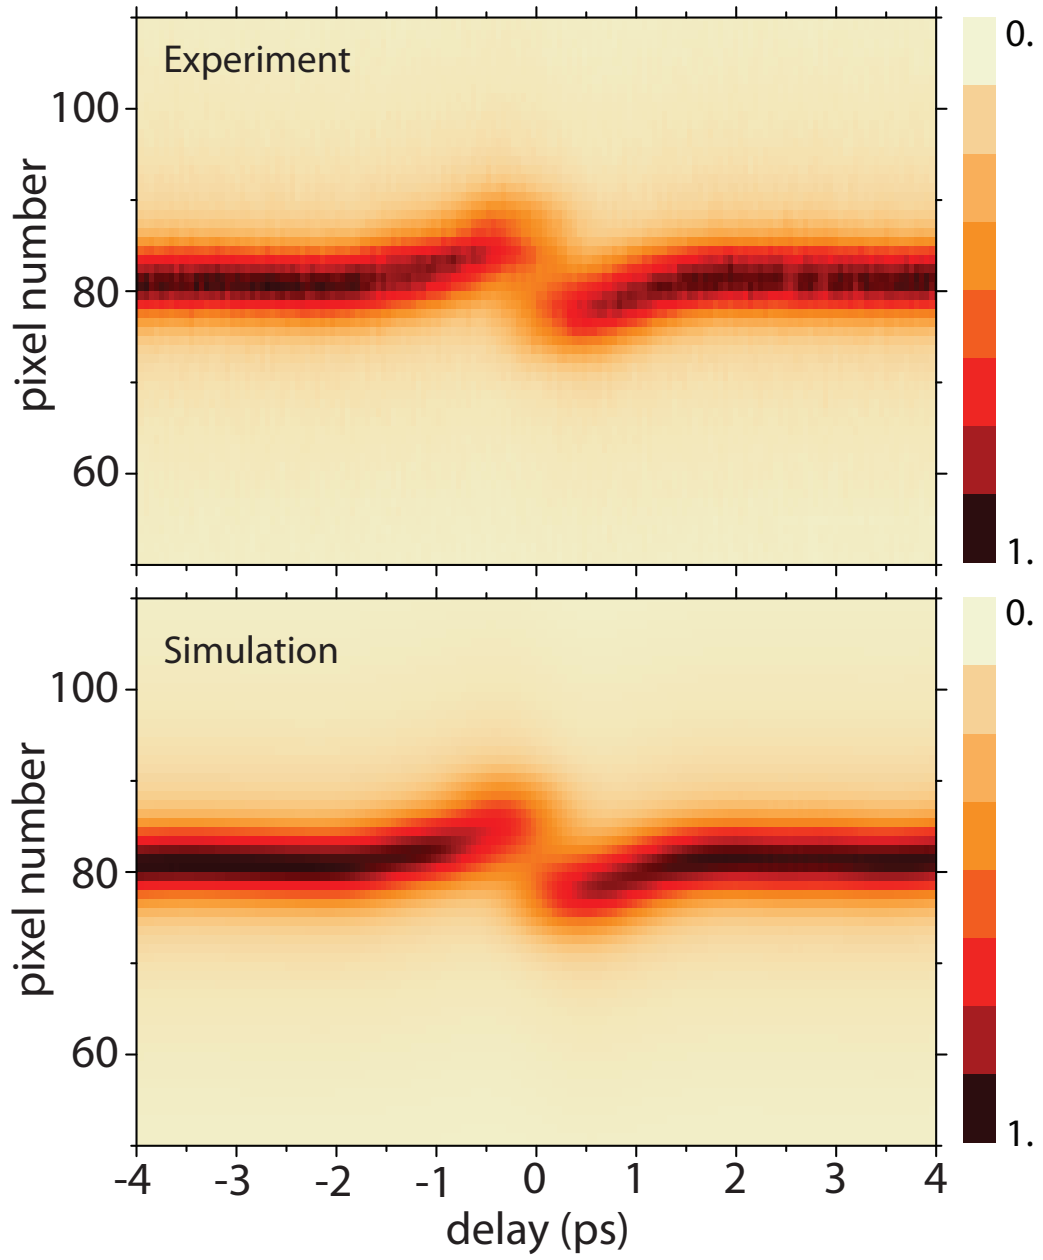 Experiment
100
80
60
pixel number
0.
1.
Simulation
100
80
60
pixel number
0.
1.
-4 -3 -2 -1 0 1 2 3 4
delay (ps)